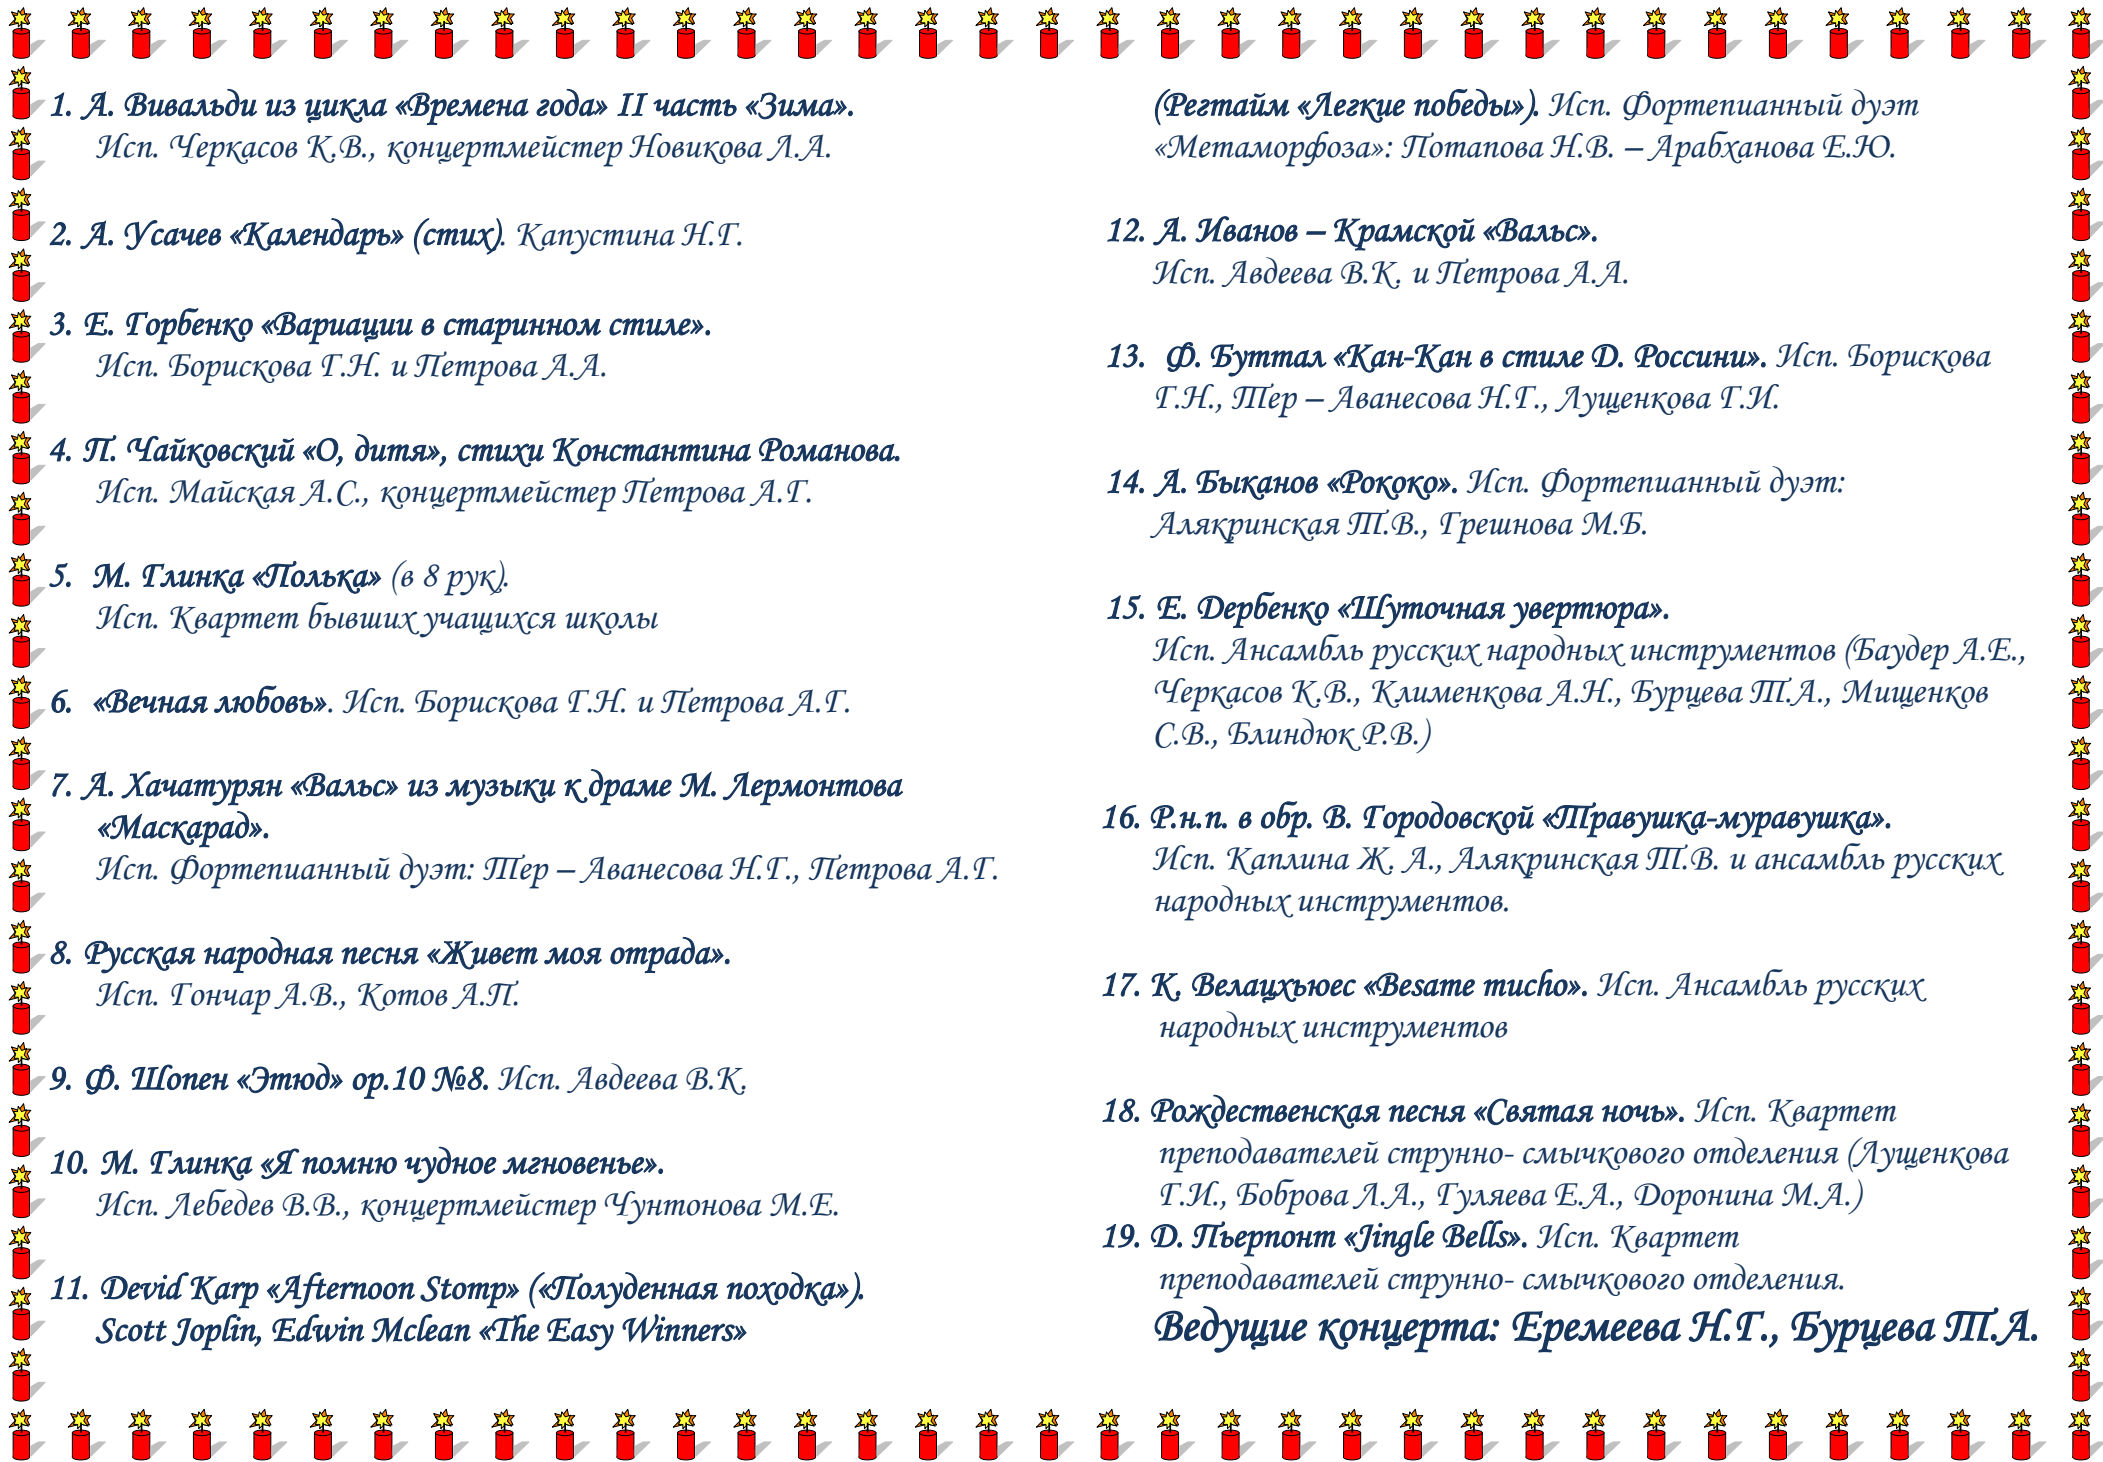 1. А. Вивальди из цикла «Времена года» II часть «Зима».
Исп. Черкасов К.В., концертмейстер Новикова Л.А.
2. А. Усачев «Календарь» (стих). Капустина Н.Г.
3. Е. Горбенко «Вариации в старинном стиле».
Исп. Борискова Г.Н. и Петрова А.А.
4. П. Чайковский «О, дитя», стихи Константина Романова.
Исп. Майская А.С., концертмейстер Петрова А.Г.
5. М. Глинка «Полька» (в 8 рук).
Исп. Квартет бывших учащихся школы
6. «Вечная любовь». Исп. Борискова Г.Н. и Петрова А.Г.
7. А. Хачатурян «Вальс» из музыки к драме М. Лермонтова
«Маскарад».
Исп. Фортепианный дуэт: Тер – Аванесова Н.Г., Петрова А.Г.
8. Русская народная песня «Живет моя отрада».
Исп. Гончар А.В., Котов А.П.
9. Ф. Шопен «Этюд» ор.10 №8. Исп. Авдеева В.К.
10. М. Глинка «Я помню чудное мгновенье».
Исп. Лебедев В.В., концертмейстер Чунтонова М.Е.
11. Devid Karp «Afternoon Stomp» («Полуденная походка»).
Scott Joplin, Edwin Mclean «The Easy Winners»
(Регтайм «Легкие победы»). Исп. Фортепианный дуэт
«Метаморфоза»: Потапова Н.В. – Арабханова Е.Ю.
12. А. Иванов – Крамской «Вальс».
Исп. Авдеева В.К. и Петрова А.А.
13. Ф. Буттал «Кан-Кан в стиле Д. Россини». Исп. Борискова
Г.Н., Тер – Аванесова Н.Г., Лущенкова Г.И.
14. А. Быканов «Рококо». Исп. Фортепианный дуэт:
Алякринская Т.В., Грешнова М.Б.
15. Е. Дербенко «Шуточная увертюра».
Исп. Ансамбль русских народных инструментов (Баудер А.Е.,
Черкасов К.В., Клименкова А.Н., Бурцева Т.А., Мищенков
С.В., Блиндюк Р.В.)
16. Р.н.п. в обр. В. Городовской «Травушка-муравушка».
Исп. Каплина Ж. А., Алякринская Т.В. и ансамбль русских
народных инструментов.
17. К. Велацхьюес «Besame mucho». Исп. Ансамбль русских
народных инструментов
18. Рождественская песня «Святая ночь». Исп. Квартет
преподавателей струнно- смычкового отделения (Лущенкова
Г.И., Боброва Л.А., Гуляева Е.А., Доронина М.А.)
19. Д. Пьерпонт «Jingle Bells». Исп. Квартет
преподавателей струнно- смычкового отделения.
Ведущие концерта: Еремеева Н.Г., Бурцева Т.А.